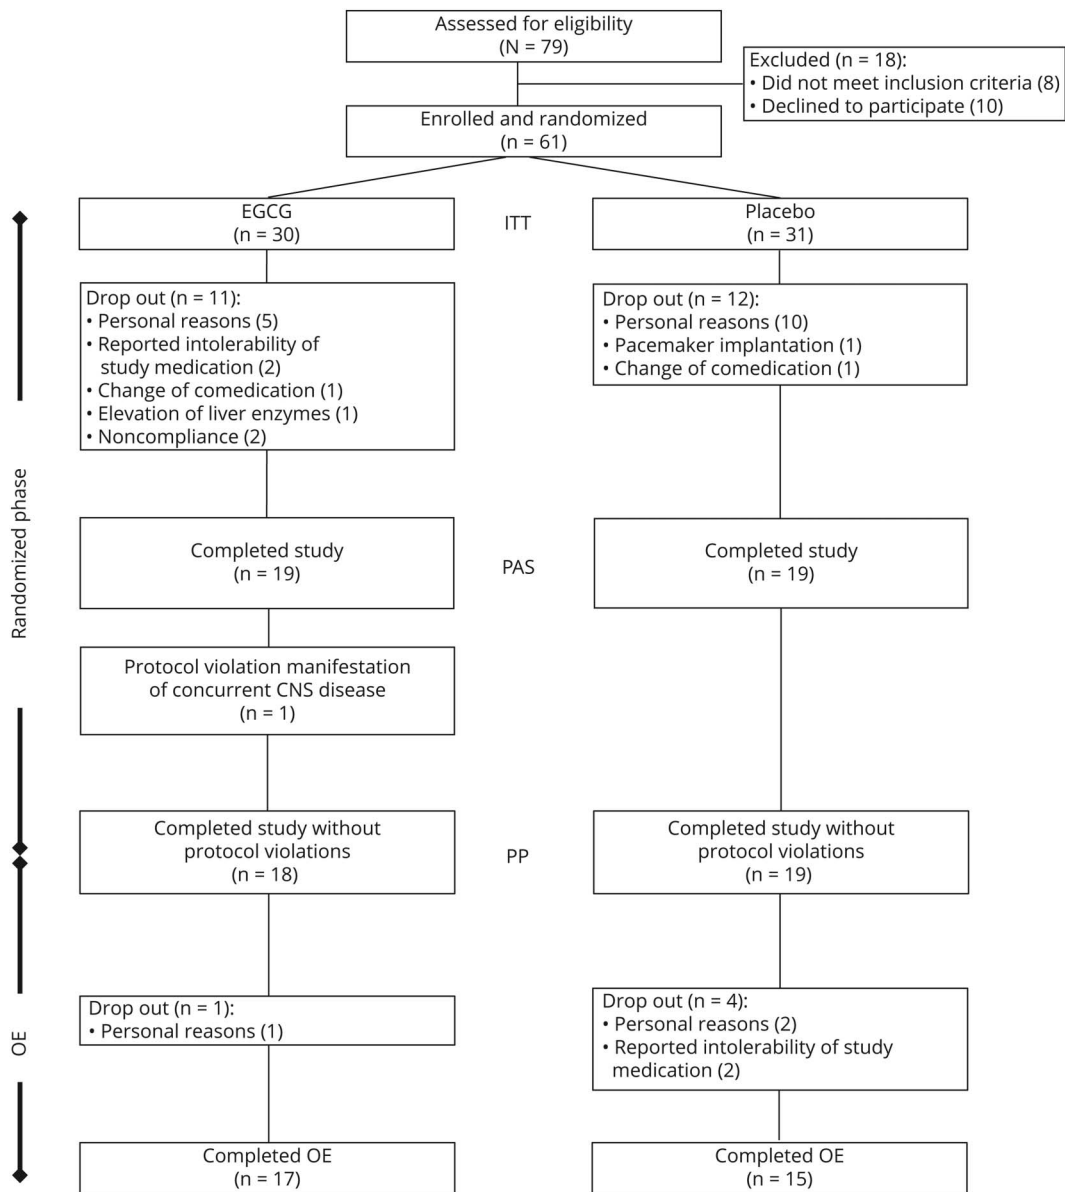 Assessed for eligibility
(N = 79)
Excluded (n = 18):
• Did not meet inclusion criteria (8)
• Declined to participate (10)
Enrolled and randomized
(n = 61)
EGCG
(n = 30)
ITT
Placebo
(n = 31)
Drop out (n = 11):
• Personal reasons (5)
• Reported intolerability of
study medication (2)
• Change of comedication (1)
• Elevation of liver enzymes (1)
• Noncompliance (2)
Drop out (n = 12):
• Personal reasons (10)
• Pacemaker implantation (1)
• Change of comedication (1)
Randomized phase
Completed study
(n = 19)
PAS
Completed study
(n = 19)
Protocol violation manifestation
of concurrent CNS disease
(n = 1)
Completed study without
protocol violations
(n = 18)
PP
Completed study without
protocol violations
(n = 19)
OE
Drop out (n = 1):
• Personal reasons (1)
Drop out (n = 4):
• Personal reasons (2)
• Reported intolerability of study
medication (2)
Completed OE
(n = 17)
Completed OE
(n = 15)